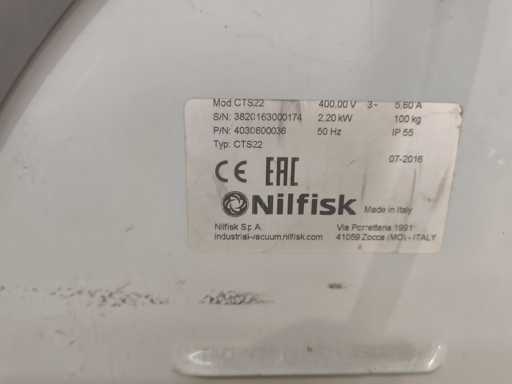 Mod CTS22 400,00 V 3~ 5,60 A
S/N: 3820163000174 2,20 kW 100 kg
P/N: 4030600036 50 Hz IP 55
Typ: CTS22
07-2016
CE EAC
Nilfisk Made in Italy
Nilfisk S.p.A. Via Porrettana 1991
industrial-vacuum.nilfisk.com 41059 Zocca (MO) - ITALY